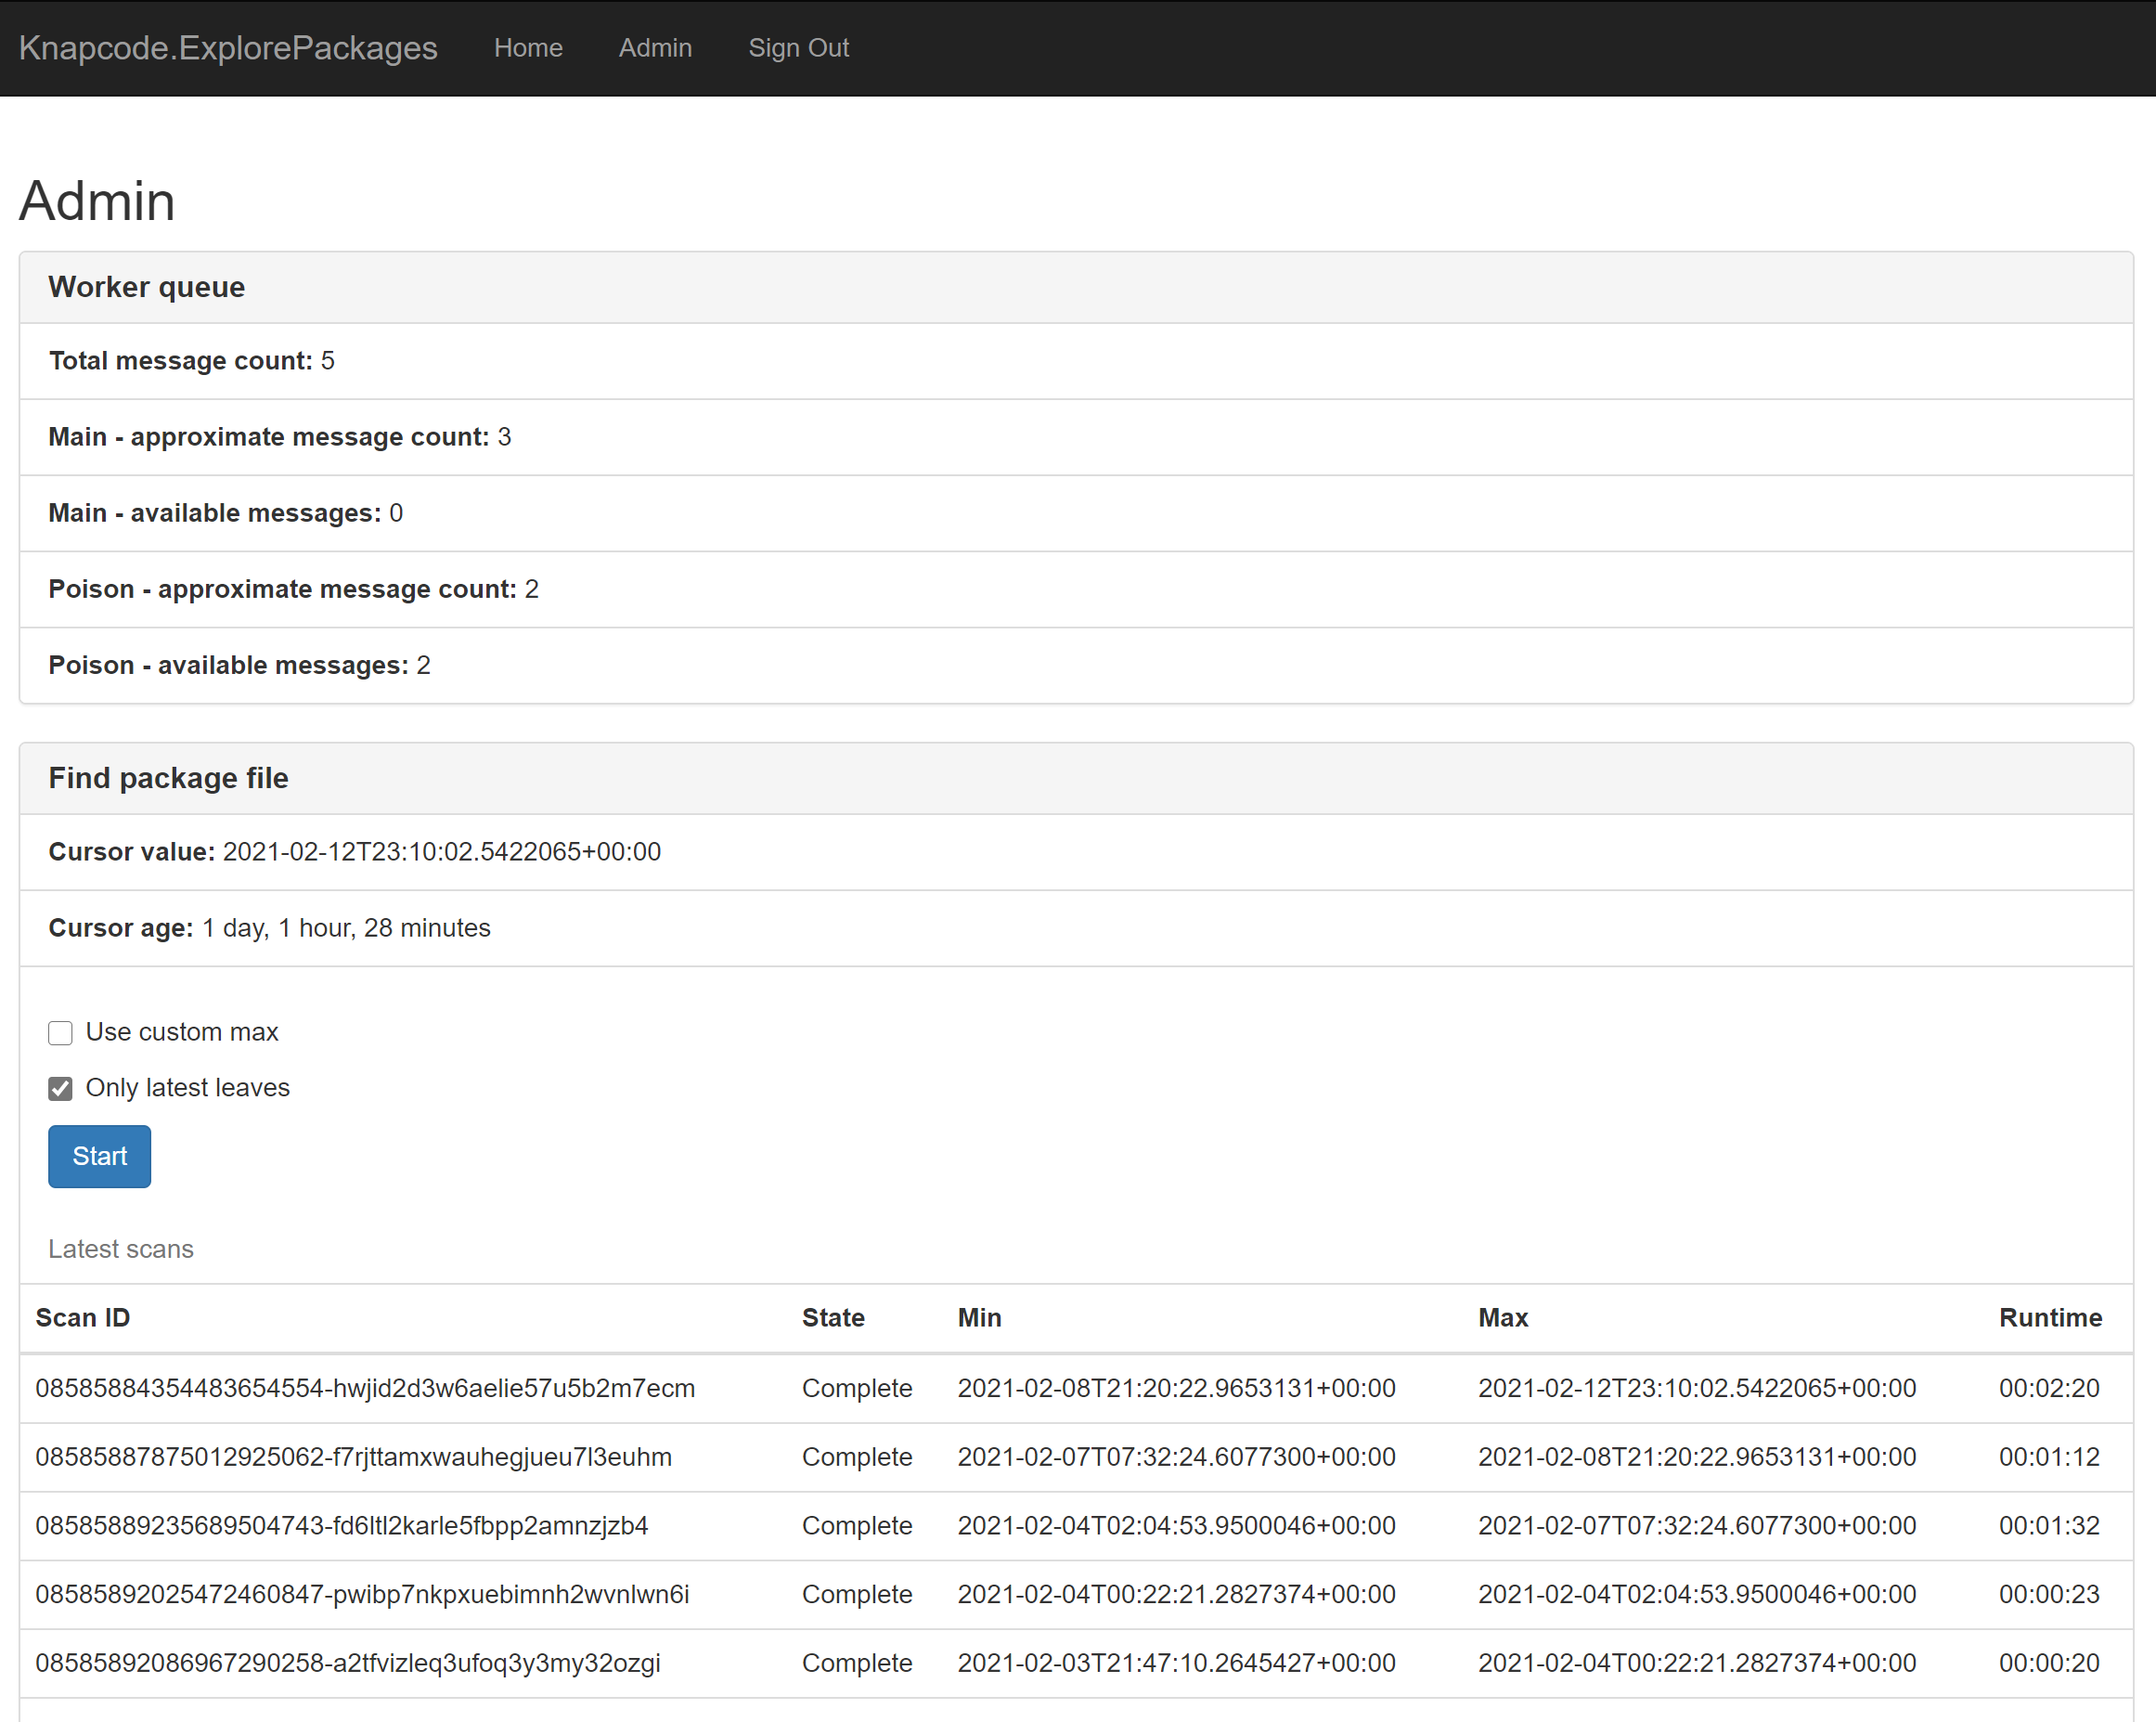 Knapcode.ExplorePackages Home Admin Sign Out
Admin
Worker queue
Total message count: 5
Main - approximate message count: 3
Main - available messages: 0
Poison - approximate message count: 2
Poison - available messages: 2
Find package file
Cursor value: 2021-02-12T23:10:02.5422065+00:00
Cursor age: 1 day, 1 hour, 28 minutes
Use custom max
Only latest leaves
Start
Latest scans
Scan ID State Min Max Runtime
08585884354483654554-hwjid2d3w6aelie57u5b2m7ecm Complete 2021-02-08T21:20:22.9653131+00:00 2021-02-12T23:10:02.5422065+00:00 00:02:20
08585887875012925062-f7rjttamxwauhegjueu7l3euhm Complete 2021-02-07T07:32:24.6077300+00:00 2021-02-08T21:20:22.9653131+00:00 00:01:12
08585889235689504743-fd6ltl2karle5fbpp2amnzjzb4 Complete 2021-02-04T02:04:53.9500046+00:00 2021-02-07T07:32:24.6077300+00:00 00:01:32
08585892025472460847-pwibp7nkpxuebimnh2wvnlwn6i Complete 2021-02-04T00:22:21.2827374+00:00 2021-02-04T02:04:53.9500046+00:00 00:00:23
08585892086967290258-a2tfvizleq3ufoq3y3my32ozgi Complete 2021-02-03T21:47:10.2645427+00:00 2021-02-04T00:22:21.2827374+00:00 00:00:20